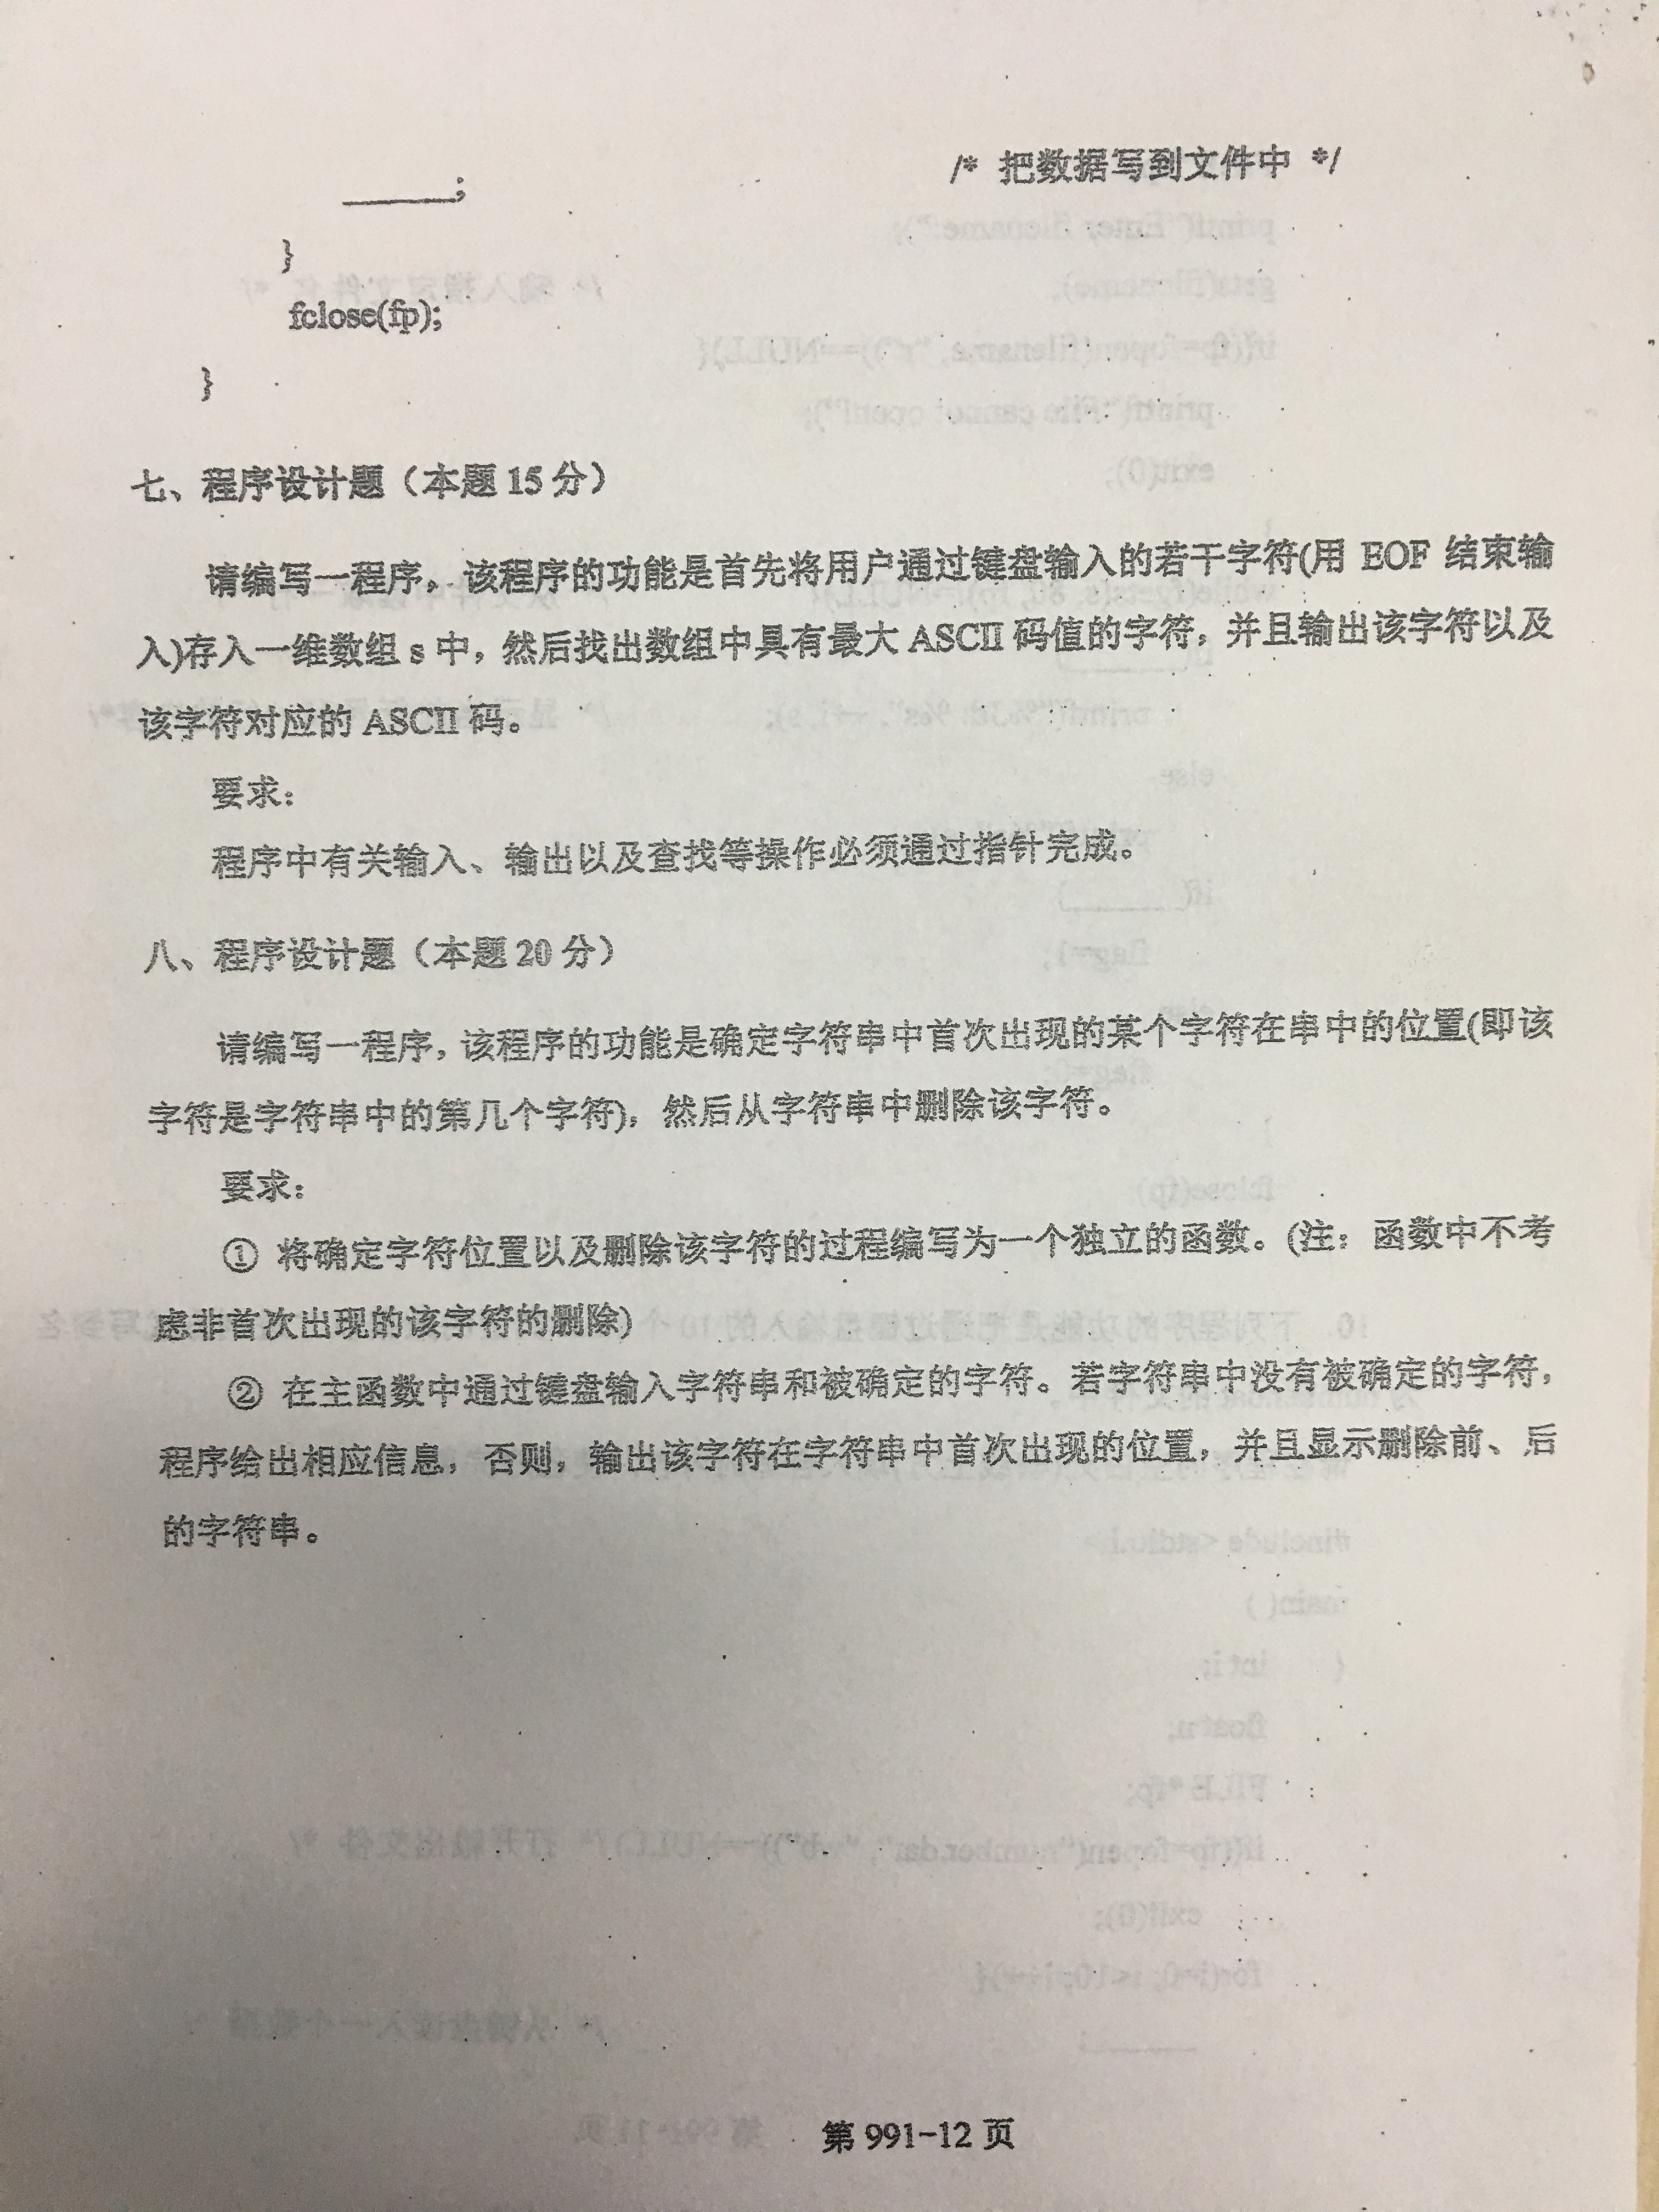 ______; /* 把数据写到文件中 */
}
fclose(fp);
}
七、程序设计题（本题 15 分）
请编写一程序，该程序的功能是首先将用户通过键盘输入的若干字符(用 EOF 结束输
入)存入一维数组 s 中，然后找出数组中具有最大 ASCII 码值的字符，并且输出该字符以及
该字符对应的 ASCII 码。
要求：
程序中有关输入、输出以及查找等操作必须通过指针完成。
八、程序设计题（本题 20 分）
请编写一程序，该程序的功能是确定字符串中首次出现的某个字符在串中的位置(即该
字符是字符串中的第几个字符)，然后从字符串中删除该字符。
要求：
① 将确定字符位置以及删除该字符的过程编写为一个独立的函数。(注：函数中不考
虑非首次出现的该字符的删除)
② 在主函数中通过键盘输入字符串和被确定的字符。若字符串中没有被确定的字符，
程序给出相应信息，否则，输出该字符在字符串中首次出现的位置，并且显示删除前、后
的字符串。
第 991-12 页